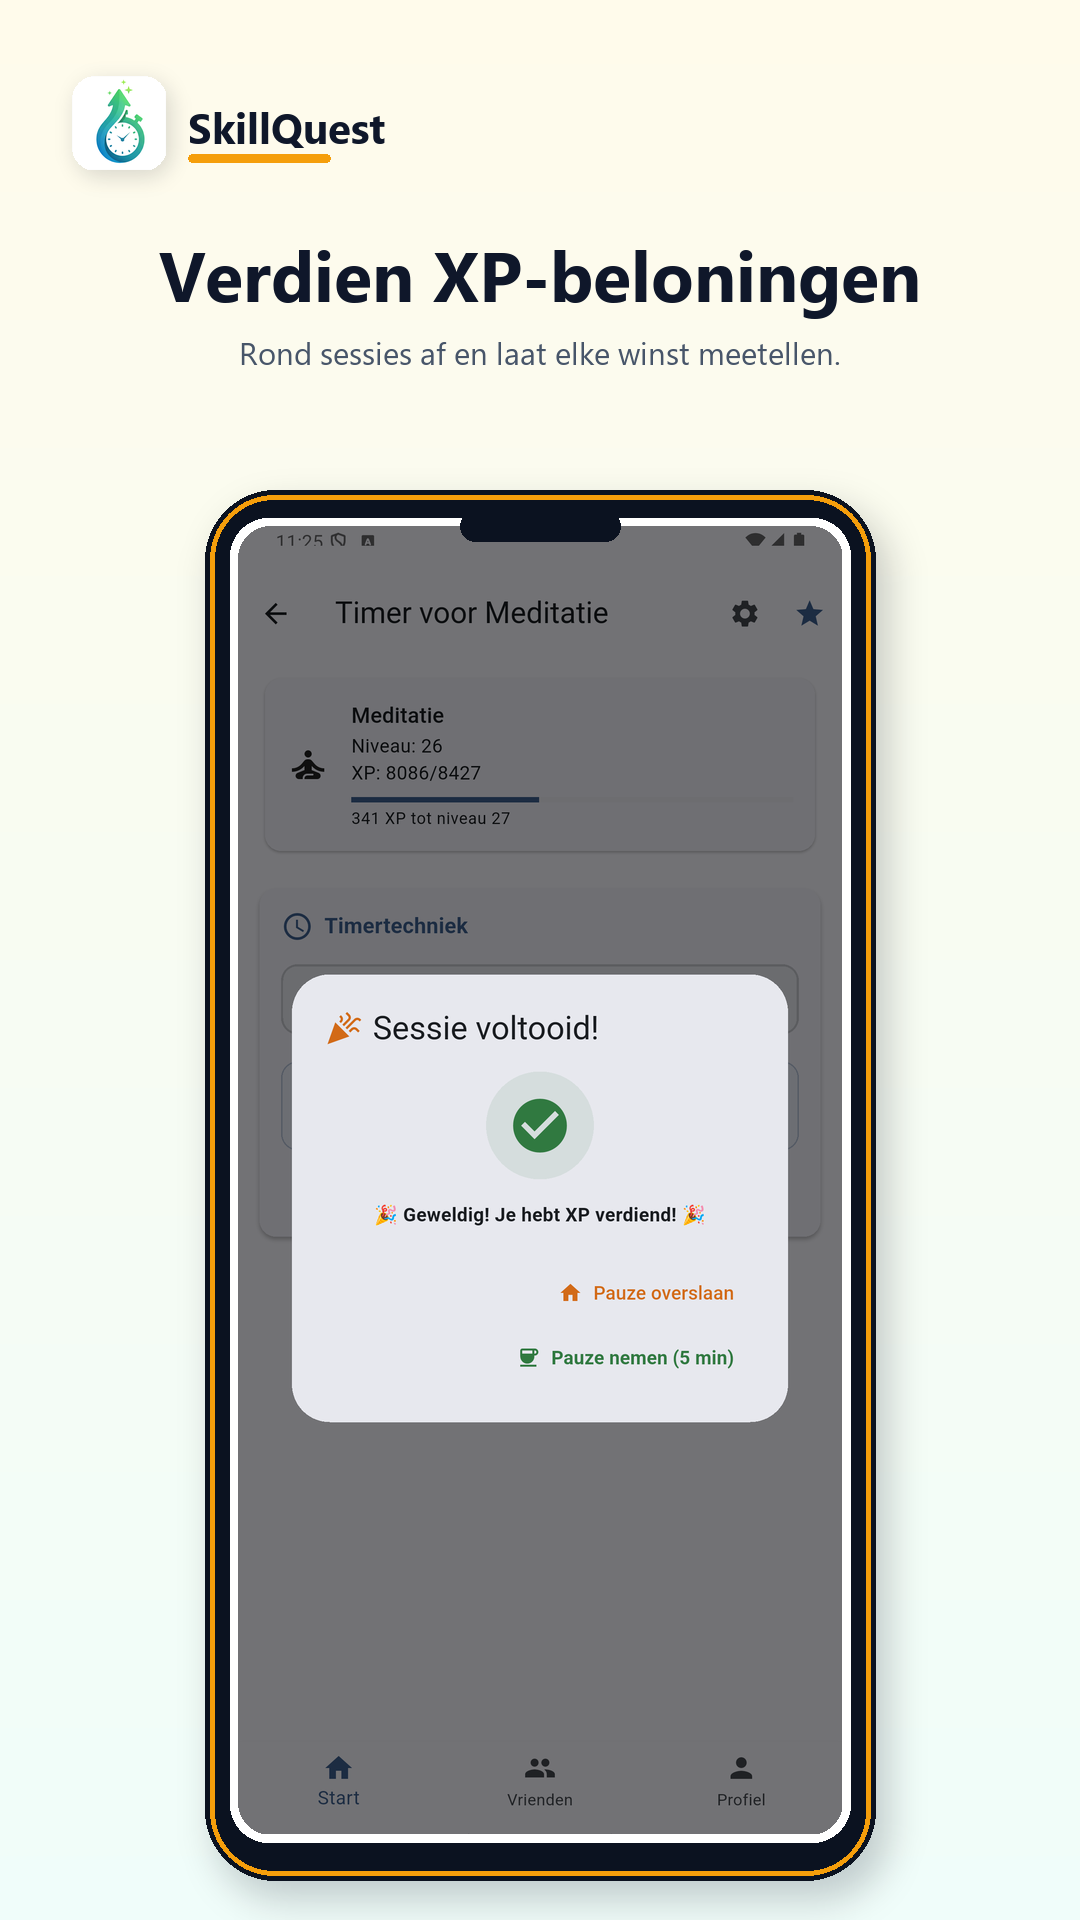 SkillQuest
Verdien XP-beloningen
Rond sessies af en laat elke winst meetellen.
11:25
Timer voor Meditatie
Meditatie
Niveau: 26
XP: 8086/8427
341 XP tot niveau 27
Timertechniek
Sessie voltooid!
🎉 Geweldig! Je hebt XP verdiend! 🎉
Pauze overslaan
Pauze nemen (5 min)
Start
Vrienden
Profiel